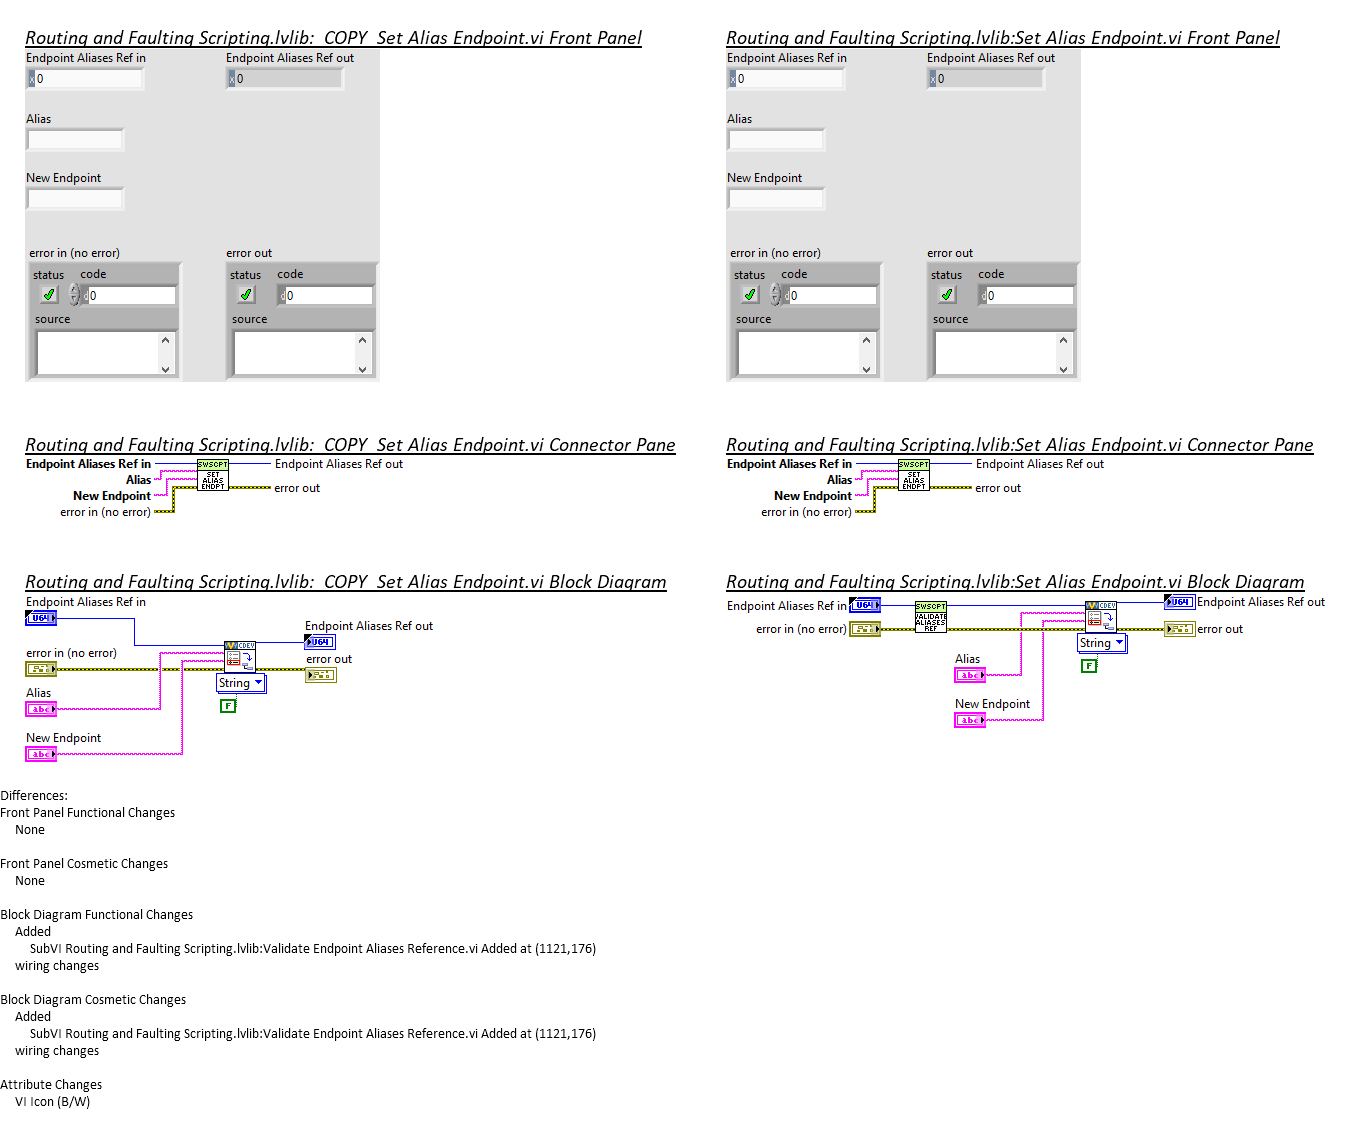 Routing and Faulting Scripting.lvlib:_COPY_Set Alias Endpoint.vi Front Panel
Endpoint Aliases Ref in
Endpoint Aliases Ref out
x 0
x 0
Alias
New Endpoint
error in (no error)
error out
status
code
status
code
d 0
d 0
source
source
Routing and Faulting Scripting.lvlib:Set Alias Endpoint.vi Front Panel
Endpoint Aliases Ref in
Endpoint Aliases Ref out
x 0
x 0
Alias
New Endpoint
error in (no error)
error out
status
code
status
code
d 0
d 0
source
source
Routing and Faulting Scripting.lvlib:_COPY_Set Alias Endpoint.vi Connector Pane
Endpoint Aliases Ref in
Alias
New Endpoint
error in (no error)
SWSCPT
SET
ALIAS
ENDPT
Endpoint Aliases Ref out
error out
Routing and Faulting Scripting.lvlib:Set Alias Endpoint.vi Connector Pane
Endpoint Aliases Ref in
Alias
New Endpoint
error in (no error)
SWSCPT
SET
ALIAS
ENDPT
Endpoint Aliases Ref out
error out
Routing and Faulting Scripting.lvlib:_COPY_Set Alias Endpoint.vi Block Diagram
Endpoint Aliases Ref in
U64
Endpoint Aliases Ref out
U64
CDEV
error in (no error)
error out
String
Alias
abc
F
New Endpoint
abc
Routing and Faulting Scripting.lvlib:Set Alias Endpoint.vi Block Diagram
Endpoint Aliases Ref in
U64
SWSCPT
VALIDATE
ALIASES
REF
CDEV
U64
Endpoint Aliases Ref out
error in (no error)
error out
String
Alias
abc
F
New Endpoint
abc
Differences:
Front Panel Functional Changes
None
Front Panel Cosmetic Changes
None
Block Diagram Functional Changes
Added
SubVI Routing and Faulting Scripting.lvlib:Validate Endpoint Aliases Reference.vi Added at (1121,176)
wiring changes
Block Diagram Cosmetic Changes
Added
SubVI Routing and Faulting Scripting.lvlib:Validate Endpoint Aliases Reference.vi Added at (1121,176)
wiring changes
Attribute Changes
VI Icon (B/W)